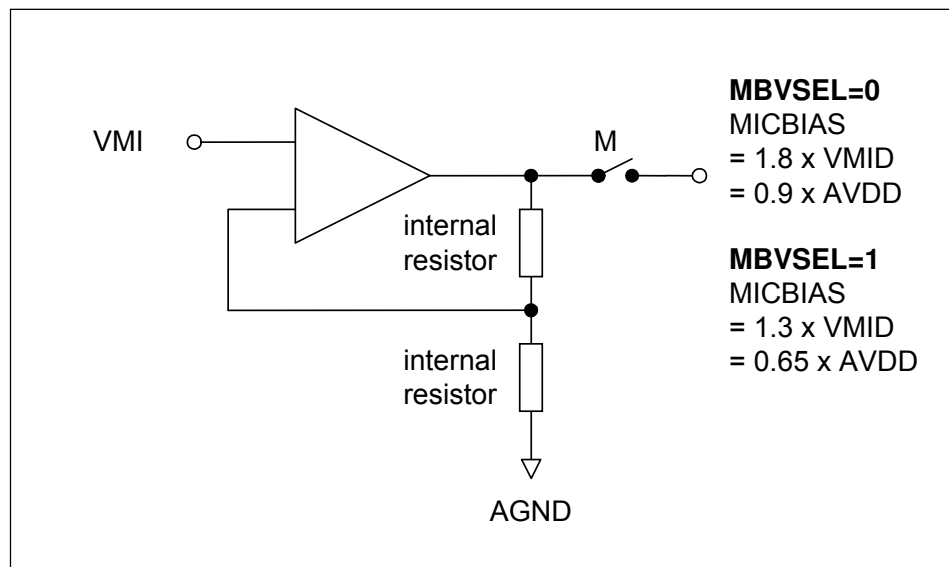 VMI
M
internal
resistor
internal
resistor
AGND
MBVSEL=0
MICBIAS
= 1.8 x VMID
= 0.9 x AVDD
MBVSEL=1
MICBIAS
= 1.3 x VMID
= 0.65 x AVDD